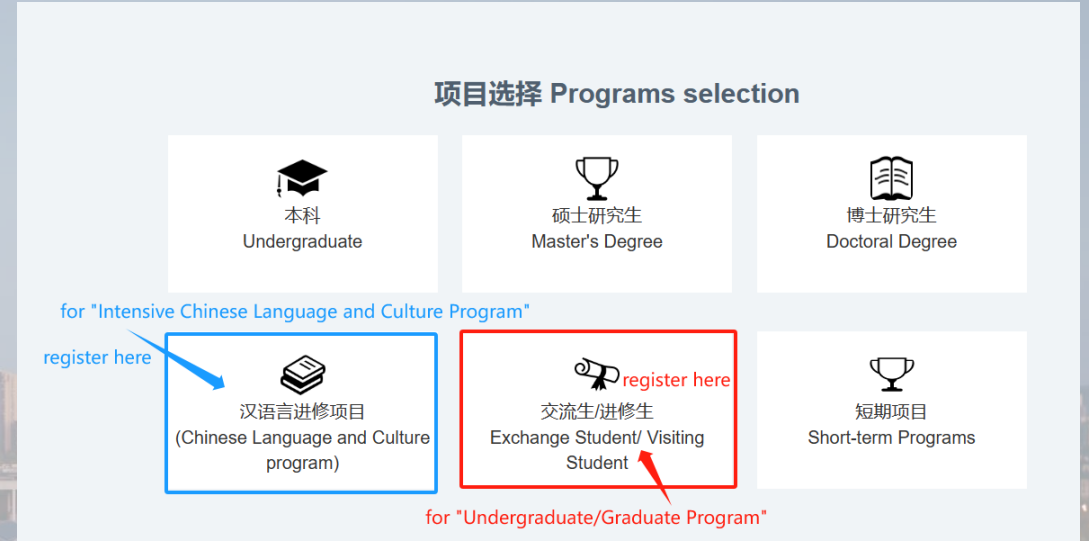 项目选择 Programs selection
本科
Undergraduate
硕士研究生
Master's Degree
博士研究生
Doctoral Degree
for "Intensive Chinese Language and Culture Program"
register here
汉语言进修项目
(Chinese Language and Culture
program)
register here
交流生/进修生
Exchange Student/ Visiting
Student
短期项目
Short-term Programs
for "Undergraduate/Graduate Program"